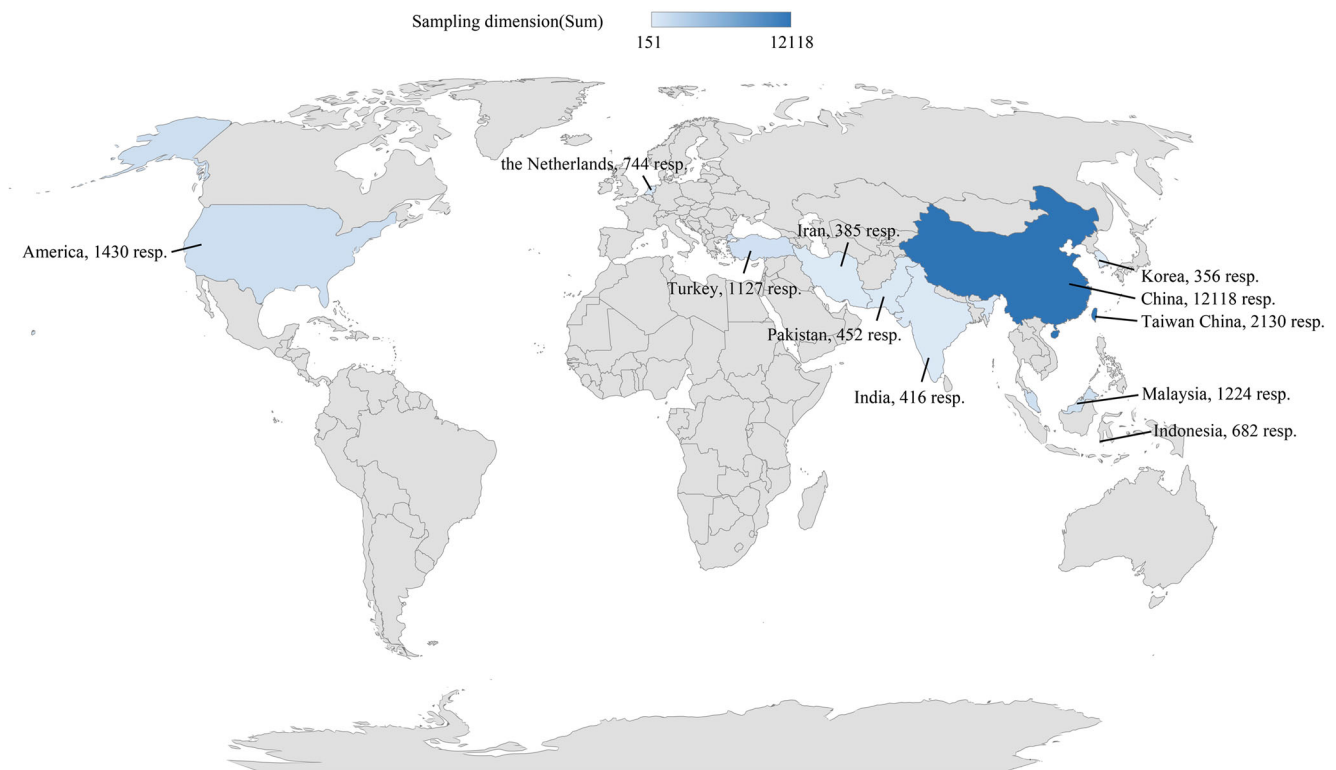 Sampling dimension(Sum)
151 12118
the Netherlands, 744 resp.
America, 1430 resp.
Iran, 385 resp.
Turkey, 1127 resp.
Korea, 356 resp.
China, 12118 resp.
Taiwan China, 2130 resp.
Pakistan, 452 resp.
India, 416 resp.
Malaysia, 1224 resp.
Indonesia, 682 resp.